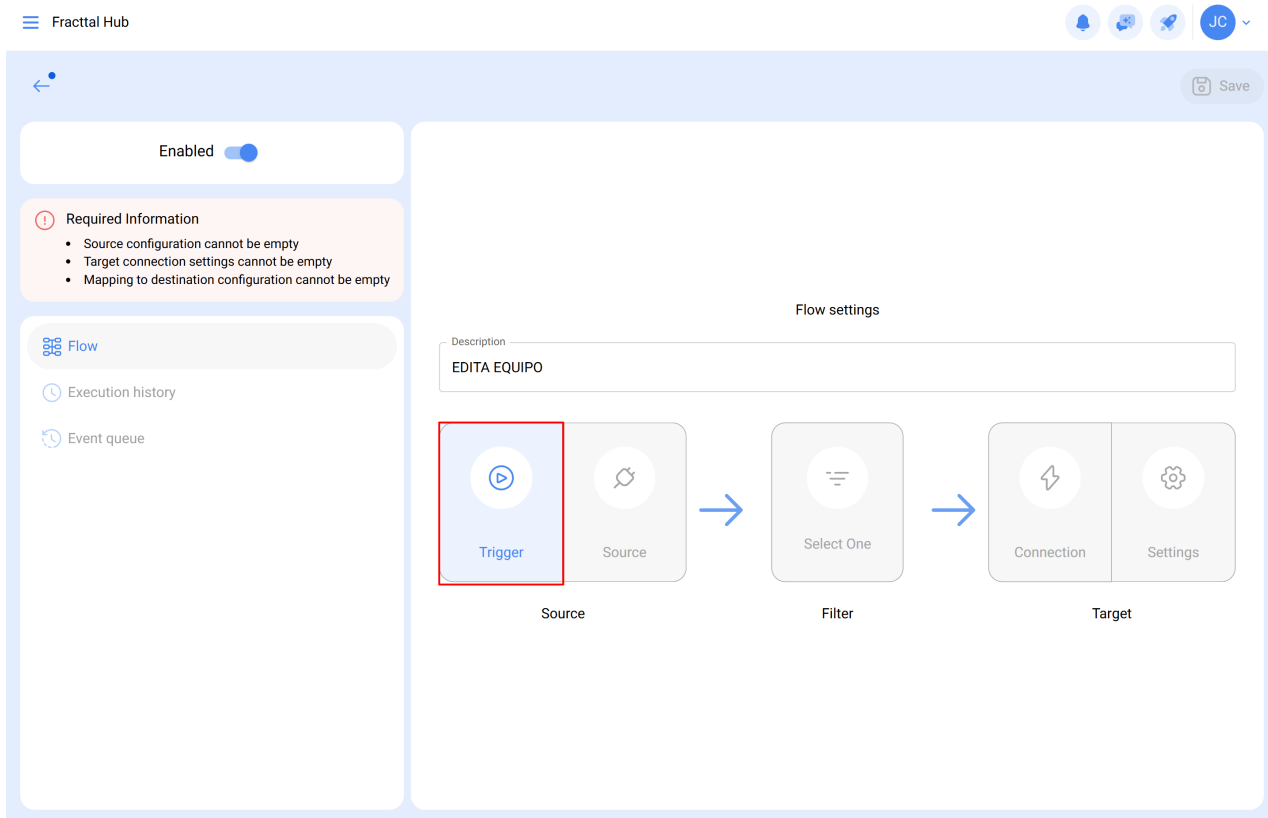 Fracttal Hub
JC
Save
Enabled
Required Information
Source configuration cannot be empty
Target connection settings cannot be empty
Mapping to destination configuration cannot be empty
Flow
Execution history
Event queue
Flow settings
Description
EDITA EQUIPO
Trigger
Source
Select One
Connection
Settings
Source
Filter
Target